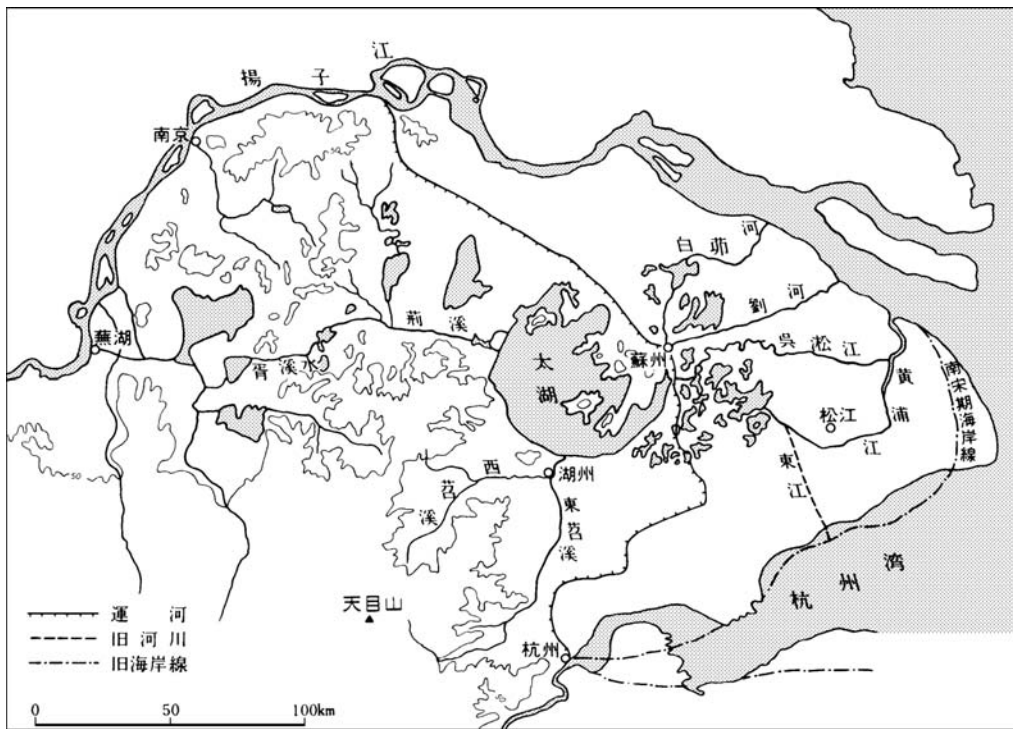 揚子江
南京
白茆河
劉河
荊溪
呉淞江
蕪湖
太湖
蘇州
胥溪水
黄浦江
南宋期海岸線
松江
東江
西苕溪
湖州
東苕溪
杭州湾
天目山
杭州
運河
旧河川
旧海岸線
0 50 100km
50
50